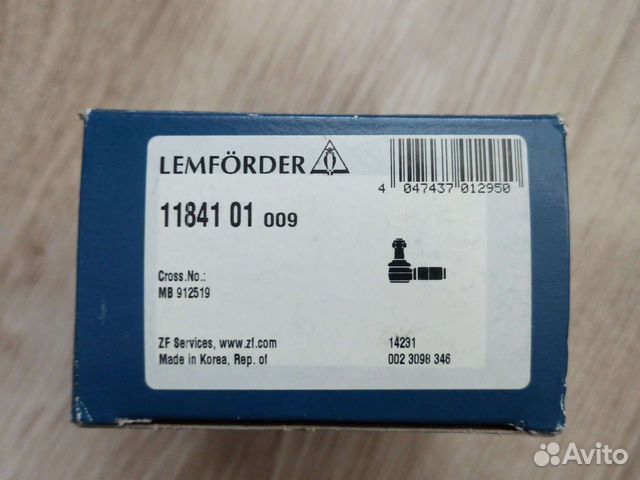 LEMFÖRDER
4 047437 012950
11841 01 009
Cross.No.:
MB 912519
ZF Services, www.zf.com
Made in Korea, Rep. of
14231
002 3098 346
Avito